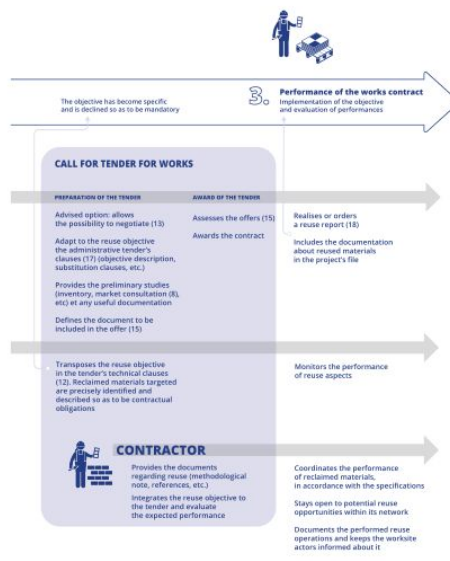 The objective has become specific
and is declined so as to be mandatory
3.
Performance of the works contract
Implementation of the objective
and evaluation of performances
CALL FOR TENDER FOR WORKS
PREPARATION OF THE TENDER
Advised option: allows
the possibility to negotiate (13)
Adapt to the reuse objective
the administrative tender's
clauses (17) (objective description,
substitution clauses, etc.)
Provides the preliminary studies
(inventory, market consultation (8),
etc) et any useful documentation
Defines the document to be
included in the offer (15)
AWARD OF THE TENDER
Assesses the offers (15)
Awards the contract
Realises or orders
a reuse report (18)
Includes the documentation
about reused materials
in the project's file
Transposes the reuse objective
in the tender's technical clauses
(12). Reclaimed materials targeted
are precisely identified and
described so as to be contractual
obligations
Monitors the performance
of reuse aspects
CONTRACTOR
Provides the documents
regarding reuse (methodological
note, references, etc.)
Integrates the reuse objective to
the tender and evaluate
the expected performance
Coordinates the performance
of reclaimed materials,
in accordance with the specifications
Stays open to potential reuse
opportunities within its network
Documents the performed reuse
operations and keeps the worksite
actors informed about it